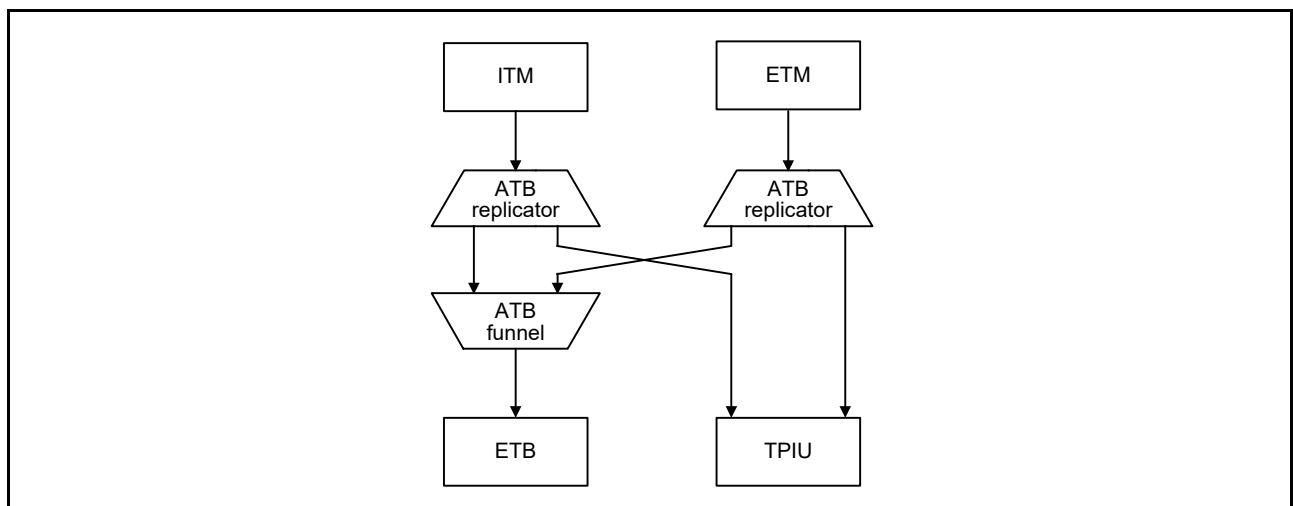 ITM
ETM
ATB
replicator
ATB
replicator
ATB
funnel
ETB
TPIU